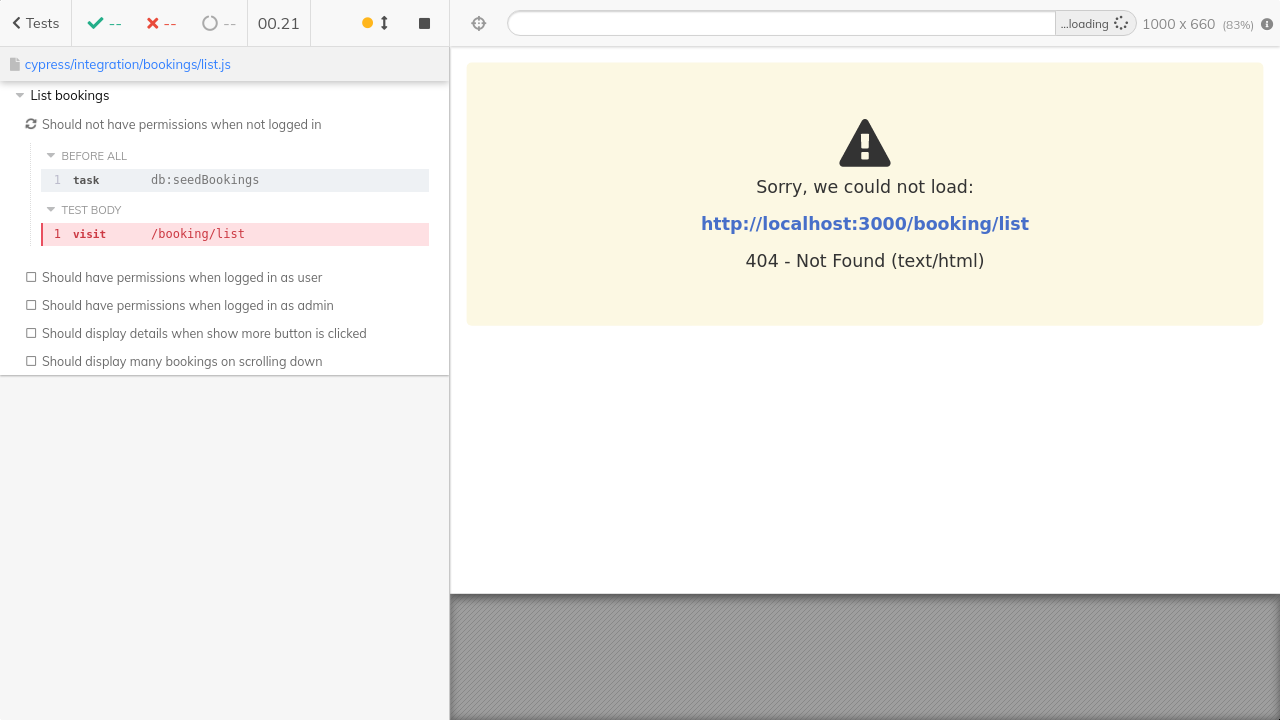 Tests
--
--
--
00.21
...loading
1000 x 660 (83%)
cypress/integration/bookings/list.js
List bookings
Should not have permissions when not logged in
BEFORE ALL
1 task db:seedBookings
TEST BODY
1 visit /booking/list
Should have permissions when logged in as user
Should have permissions when logged in as admin
Should display details when show more button is clicked
Should display many bookings on scrolling down
Sorry, we could not load:
http://localhost:3000/booking/list
404 - Not Found (text/html)